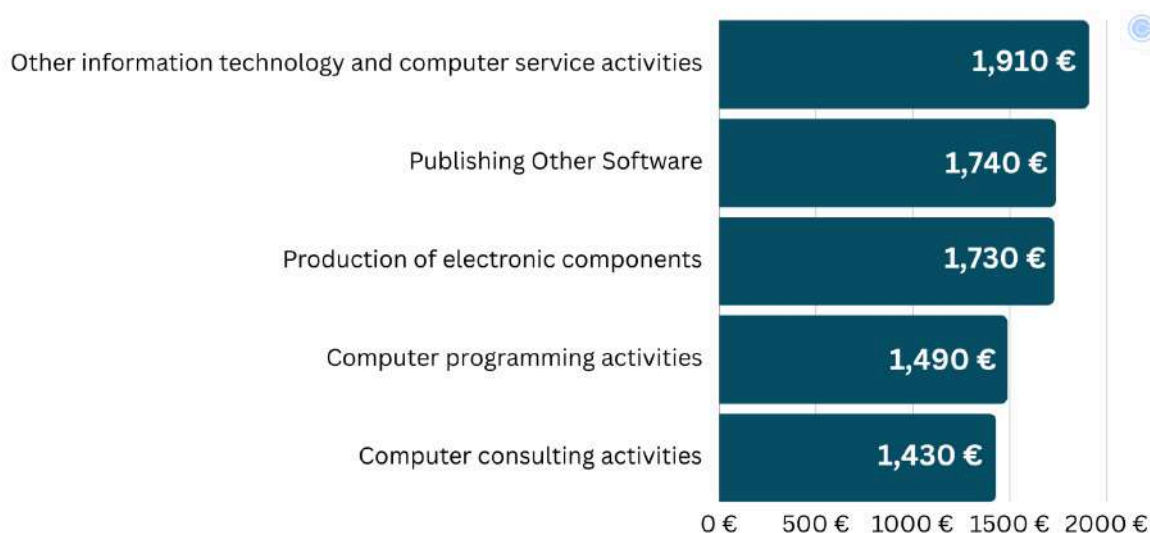 Other information technology and computer service activities 1,910 €
Publishing Other Software 1,740 €
Production of electronic components 1,730 €
Computer programming activities 1,490 €
Computer consulting activities 1,430 €
0 € 500 € 1000 € 1500 € 2000 €